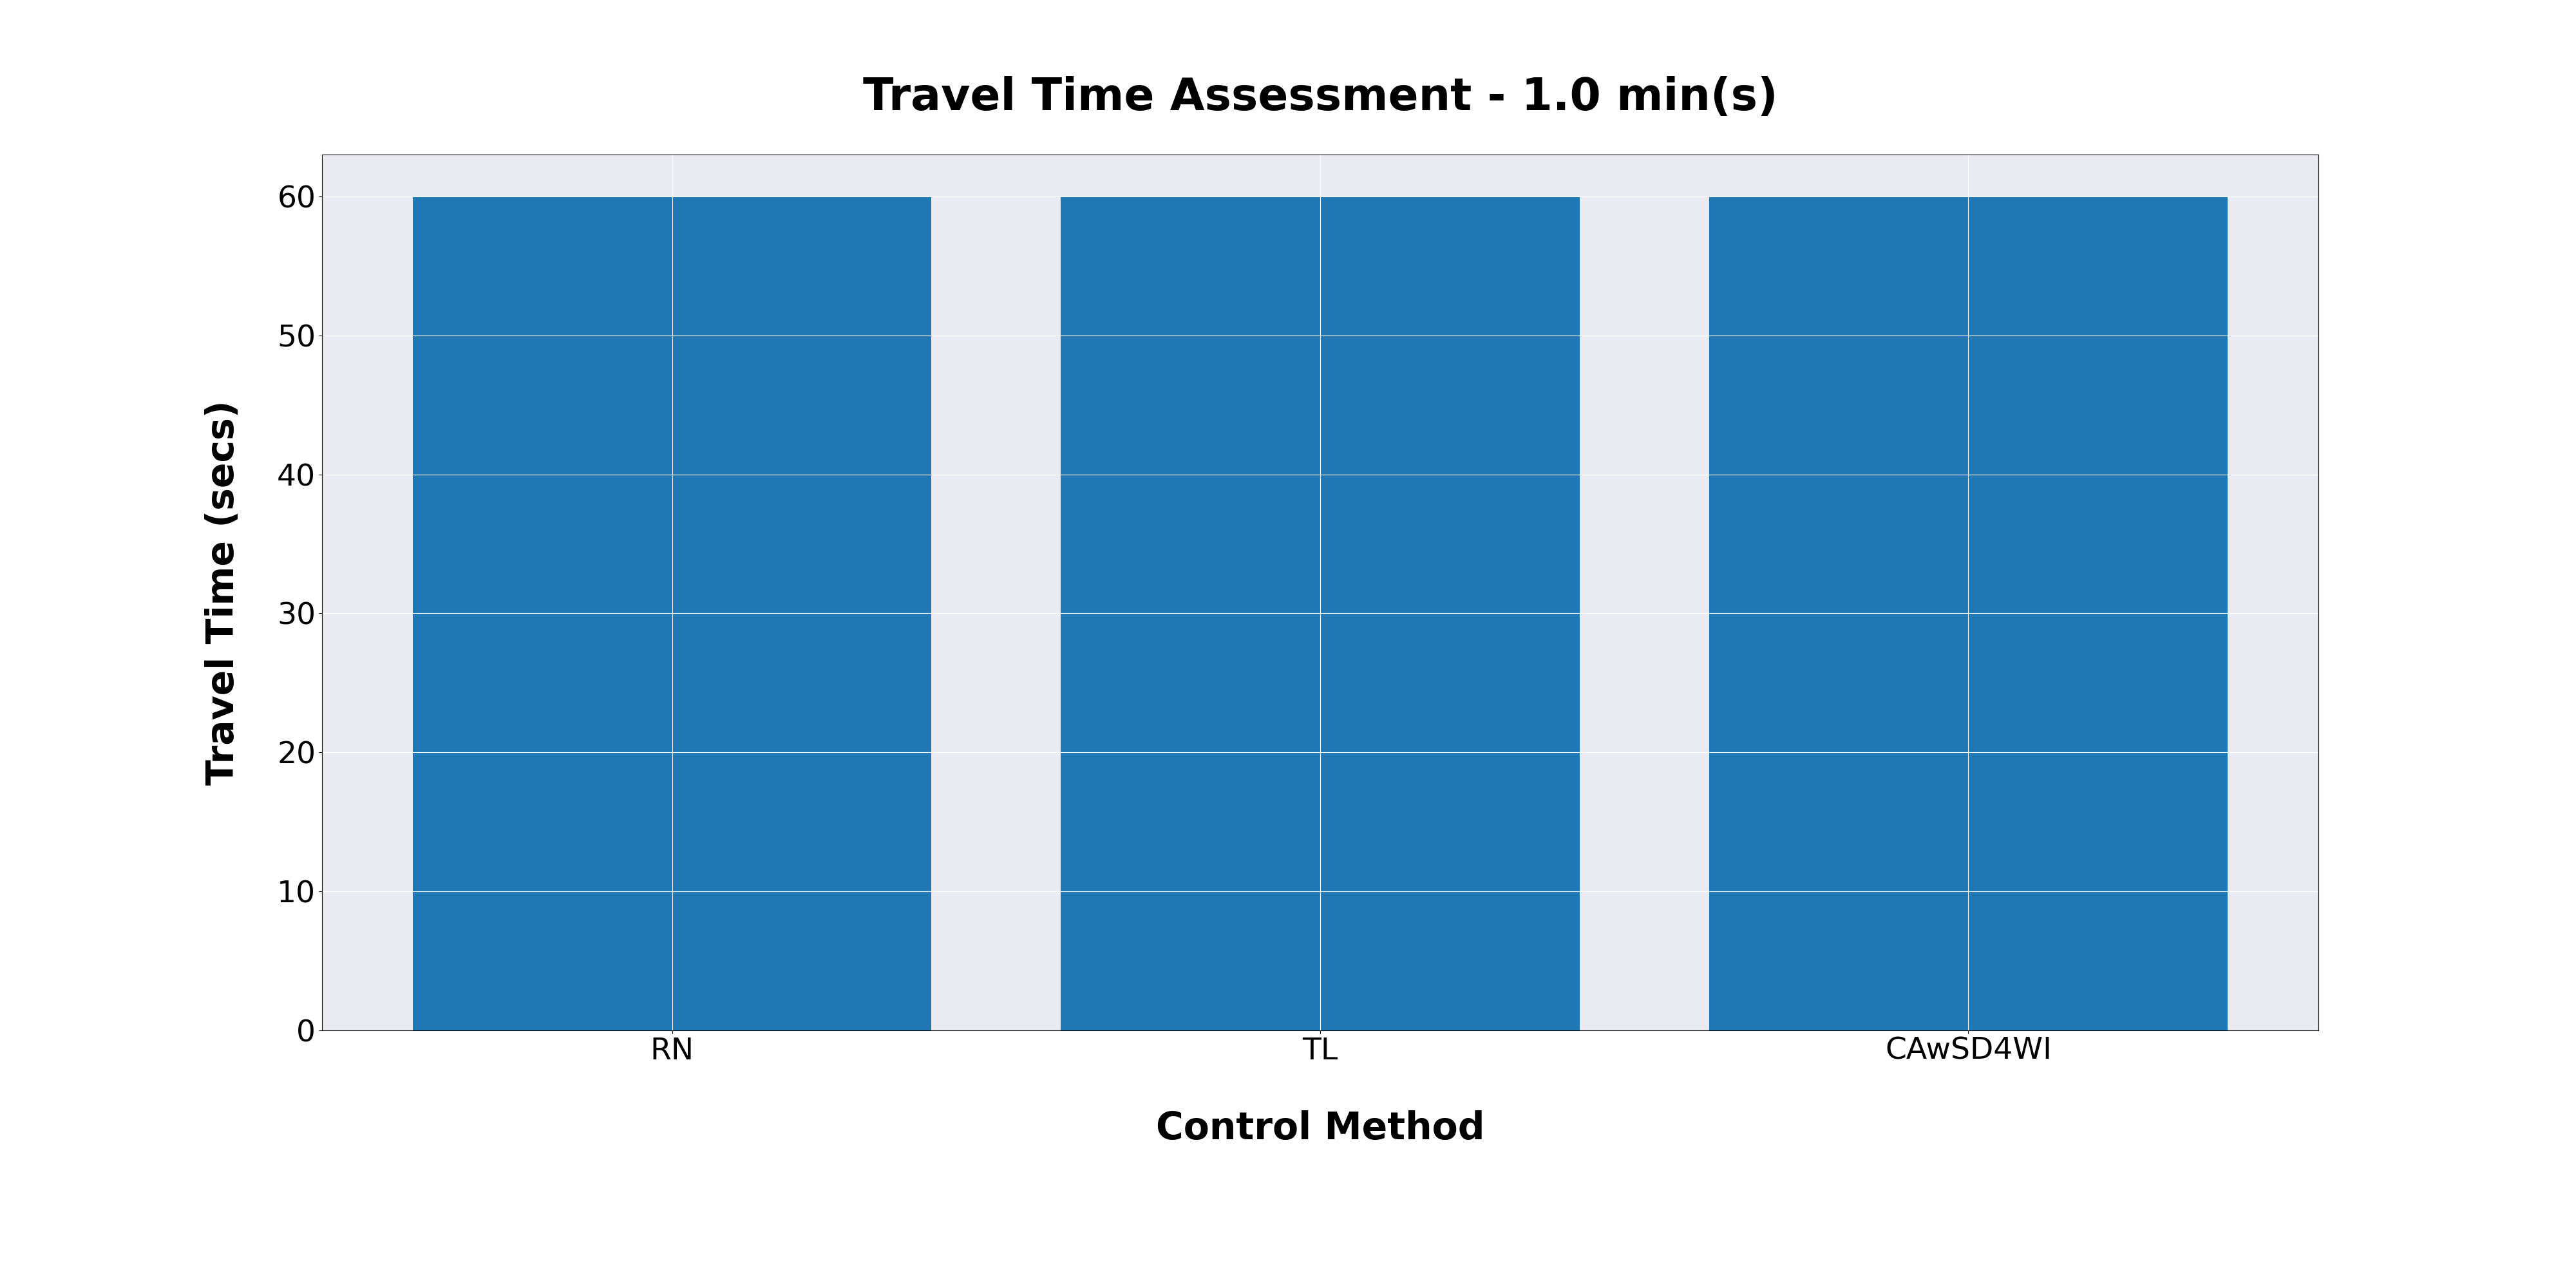 Travel Time Assessment - 1.0 min(s)
Travel Time (secs)
60
50
40
30
20
10
0
RN
TL
CAwSD4WI
Control Method